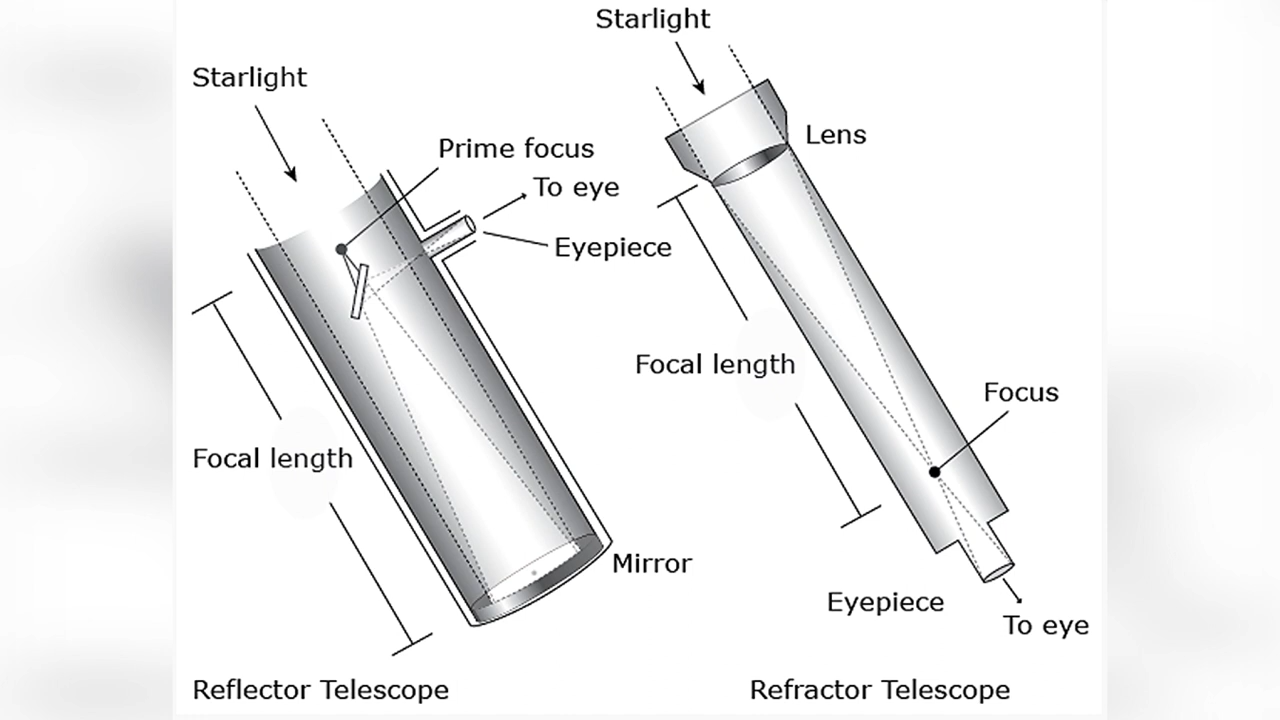 Starlight
Prime focus
To eye
Eyepiece
Focal length
Mirror
Reflector Telescope
Starlight
Lens
Focal length
Focus
Eyepiece
To eye
Refractor Telescope